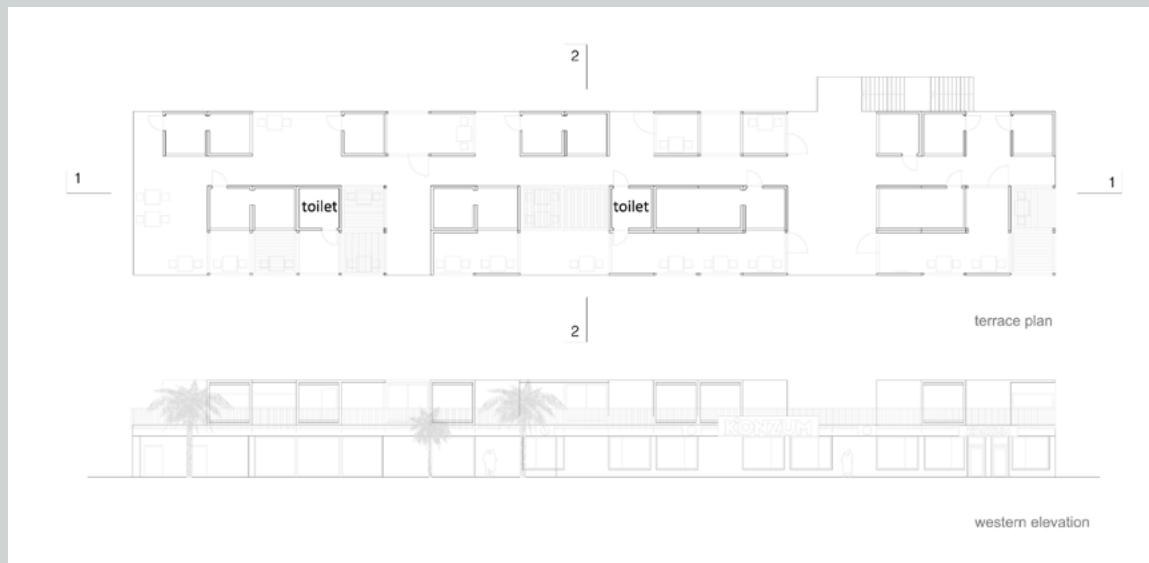 2
1
1
toilet
toilet
terrace plan
2
KONZUM
western elevation